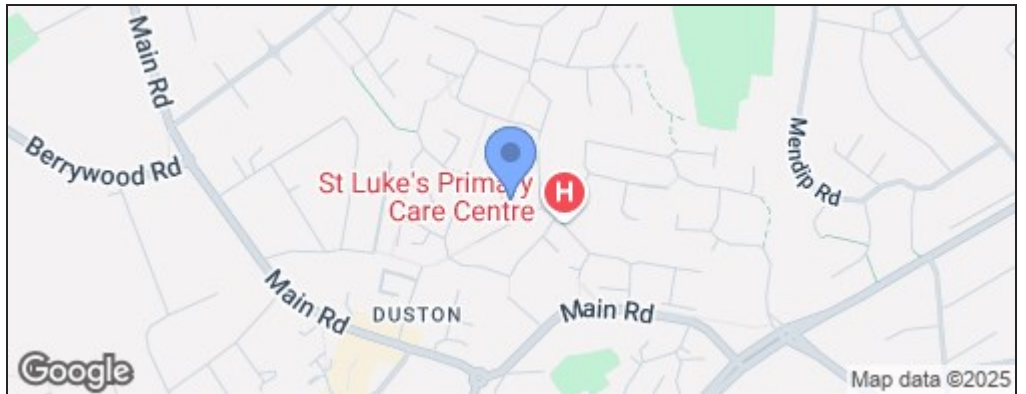 Main Rd
Berrywood Rd
Mendip Rd
St Luke's Primary
Care Centre
H
Main Rd
Main Rd
DUSTON
Google
Map data ©2025